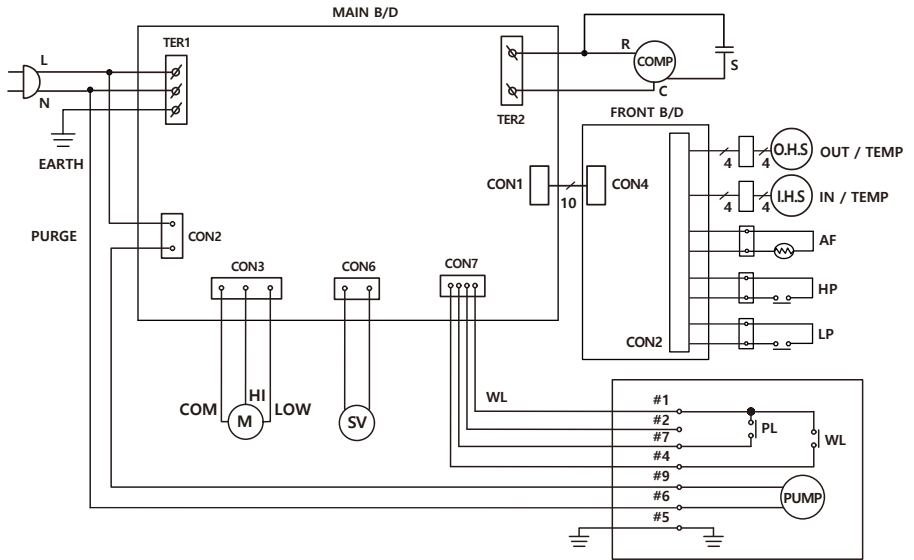 MAIN B/D
TER1
L
N
EARTH
PURGE
CON2
CON3
CON6
CON7
COM
HI
LOW
M
SV
WL
TER2
R
COMP
C
S
FRONT B/D
CON1
10
CON4
4
4
O.H.S
OUT / TEMP
4
4
I.H.S
IN / TEMP
AF
HP
LP
CON2
#1
#2
#7
#4
#9
#6
#5
PL
WL
PUMP